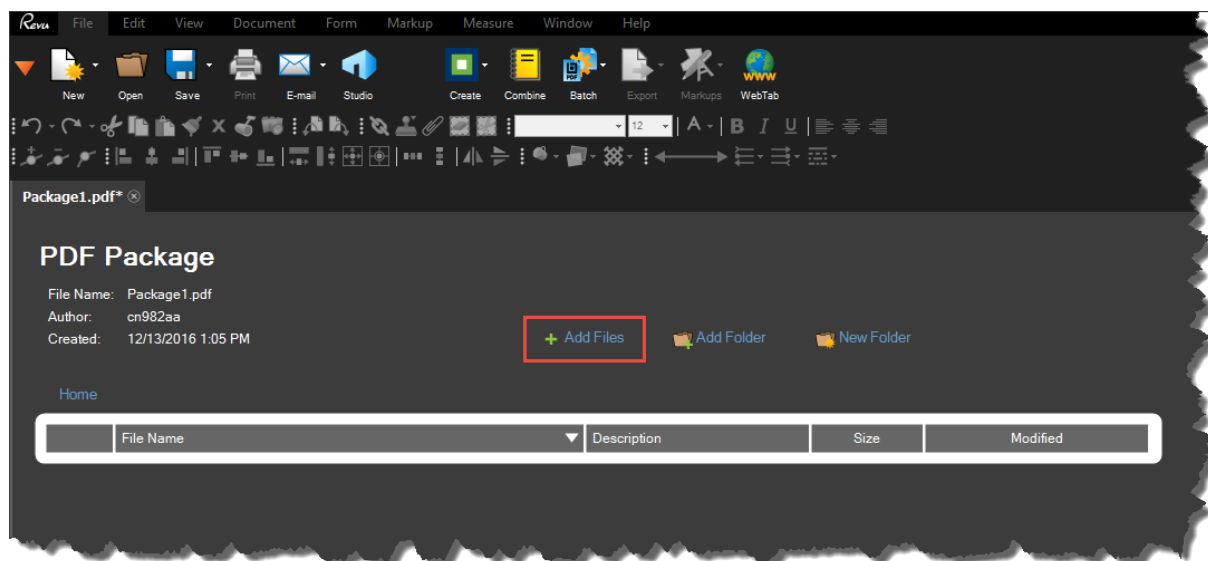 Revu File Edit View Document Form Markup Measure Window Help
New Open Save Print E-mail Studio Create Combine Batch Export Markups WebTab
12 A B I U
Package1.pdf*
PDF Package
File Name: Package1.pdf
Author: cn982aa
Created: 12/13/2016 1:05 PM
Add Files Add Folder New Folder
Home
File Name Description Size Modified